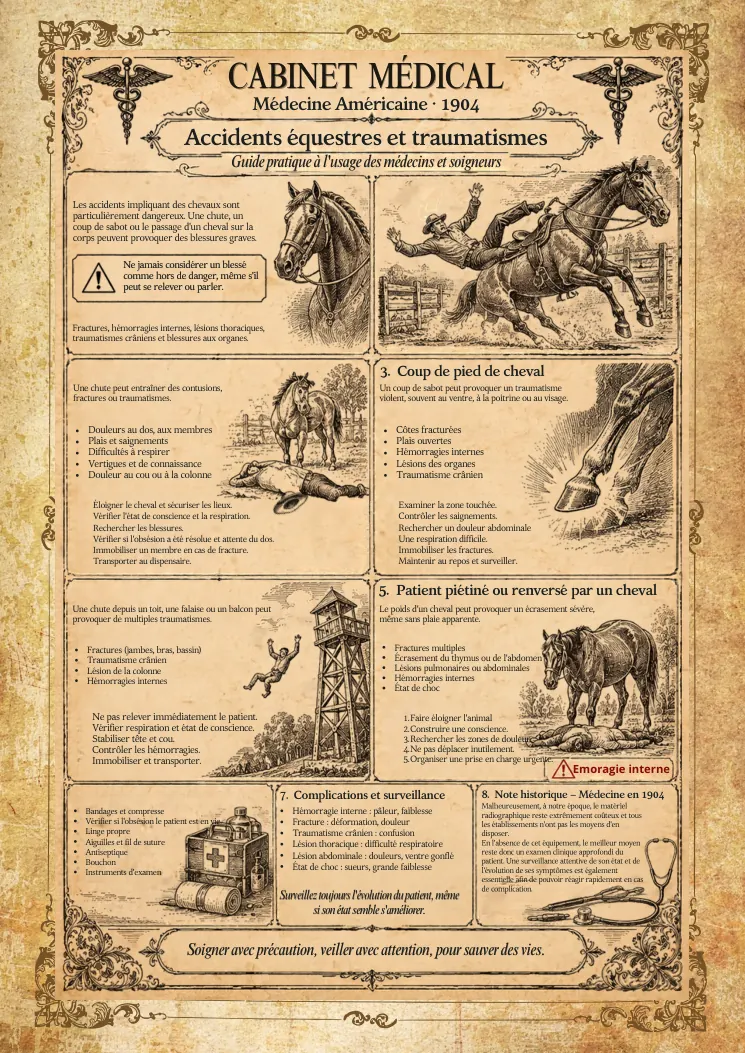 CABINET MÉDICAL
Médecine Américaine · 1904
Accidents équestres et traumatismes
Guide pratique à l'usage des médecins et soigneurs
Les accidents impliquant des chevaux sont
particulièrement dangereux. Une chute, un
coup de sabot ou le passage d'un cheval sur la
corps peuvent provoquer des blessures graves.
Ne jamais considérer un blessé
comme hors de danger, même s'il
peut se relever ou parler.
Fractures, hémorragies internes, lésions thoraciques,
traumatismes crâniens et blessures aux organes.
Une chute peut entraîner des contusions,
fractures ou traumatismes.
• Douleurs au dos, aux membres
• Plais et saignements
• Difficultés à respirer
• Vertigues et de connaissance
• Douleur au cou ou à la colonne
Éloigner le cheval et sécuriser les lieux.
Vérifier l'état de conscience et la respiration.
Rechercher les blessures.
Vérifier si l'obsésion a été résolue et attente du dos.
Immobiliser un membre en cas de fracture.
Transporter au dispensaire.
3. Coup de pied de cheval
Un coup de sabot peut provoquer un traumatisme
violent, souvent au ventre, à la poitrine ou au visage.
• Côtes fracturées
• Plais ouvertes
• Hémorragies internes
• Lésions des organes
• Traumatisme crânien
Examiner la zone touchée.
Contrôler les saignements.
Rechercher un douleur abdominale
Une respiration difficile.
Immobiliser les fractures.
Maintenir au repos et surveiller.
Une chute depuis un toit, une falaise ou un balcon peut
provoquer de multiples traumatismes.
• Fractures (jambes, bras, bassin)
• Traumatisme crânien
• Lésion de la colonne
• Hémorragies internes
Ne pas relever immédiatement le patient.
Vérifier respiration et état de conscience.
Stabiliser tête et cou.
Contrôler les hémorragies.
Immobiliser et transporter.
5. Patient piétiné ou renversé par un cheval
Le poids d'un cheval peut provoquer un écrasement sévére,
même sans plaie apparente.
• Fractures multiples
• Écrasement du thymus ou de l'abdomen
• Lésions pulmonaires ou abdominales
• Hémorragies internes
• État de choc
1. Faire éloigner l'animal
2. Construire une conscience.
3. Rechercher les zones de douleur.
4. Ne pas déplacer inutilement.
5. Organiser une prise en charge urgente.
Emoragie interne
• Bandages et compresse
• Vérifier si l'obsésion le patient est en vie
• Linge propre
• Aiguilles et fil de suture
• Antiseptique
• Bouchon
• Instruments d'examen
7. Complications et surveillance
• Hémorragie interne : pâleur, faiblesse
• Fracture : déformation, douleur
• Traumatisme crânien : confusion
• Lésion thoracique : difficulté respiratoire
• Lésion abdominale : douleurs, ventre gonflè
• État de choc : sueurs, grande faiblesse
Surveillez toujours l'évolution du patient, même
si son état semble s'améliorer.
8. Note historique – Médecine en 1904
Malheureusement, à notre époque, le matériel
radiographique reste extrêmement coûteux et tous
les établissements n'ont pas les moyens d'en
disposer.
En l'absence de cet équipement, le meilleur moyen
reste donc un examen clinique approfondi du
patient. Une surveillance attentive de son état et de
l'évolution de ses symptômes est également
essentielle afin de pouvoir réagir rapidement en cas
de complication.
Soigner avec précaution, veiller avec attention, pour sauver des vies.